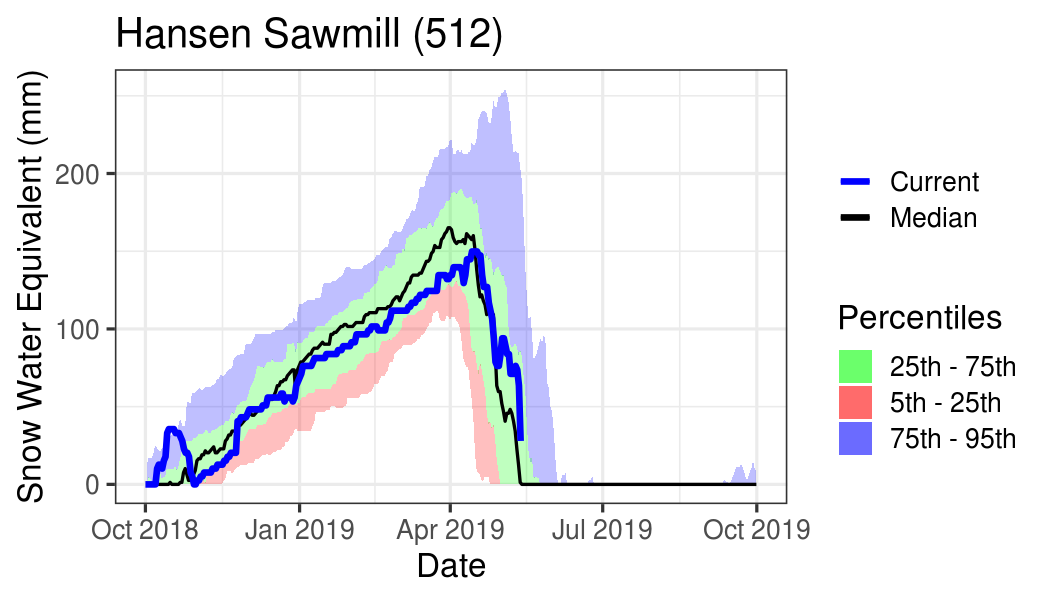 Hansen Sawmill (512)
Snow Water Equivalent (mm)
200
100
0
Oct 2018
Jan 2019
Apr 2019
Jul 2019
Oct 2019
Date
Current
Median
Percentiles
25th - 75th
5th - 25th
75th - 95th